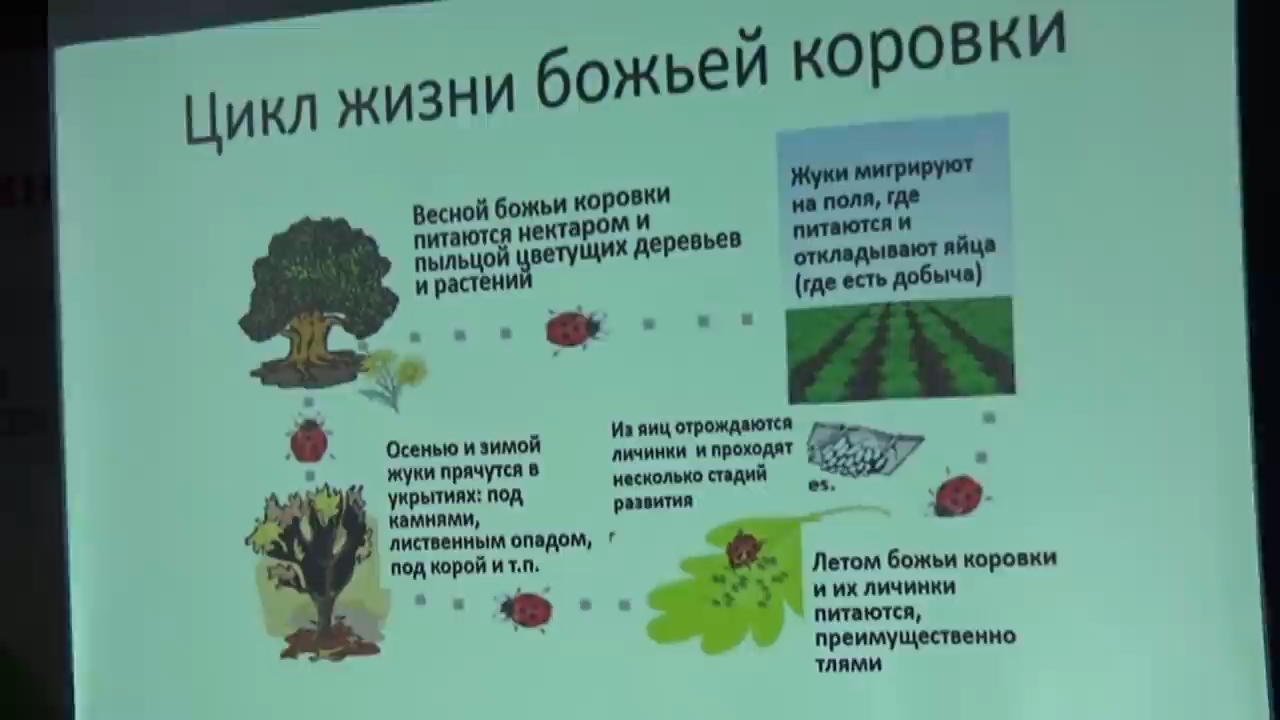 Цикл жизни божьей коровки
Весной божьи коровки
питаются нектаром и
пыльцой цветущих деревьев
и растений
Жуки мигрируют
на поля, где
питаются и
откладывают яйца
(где есть добыча)
Из яиц отрождаются
личинки и проходят
несколько стадий
развития
es.
Осенью и зимой
жуки прячутся в
укрытиях: под
камнями,
лиственным опадом,
под корой и т.п.
Летом божьи коровки
и их личинки
питаются,
преимущественно
тлями